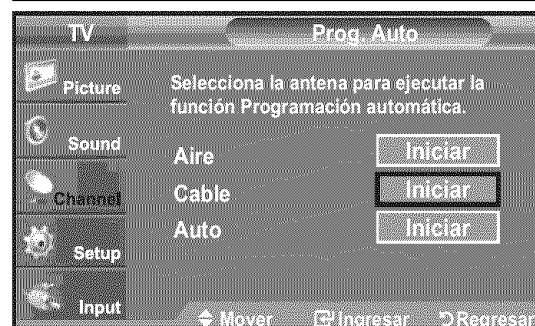 TV
Prog. Auto
Picture
Sound
Channel
Setup
Input
Selecciona la antena para ejecutar la
función Programación automática.
Aire Iniciar
Cable Iniciar
Auto Iniciar
Mover Ingresar Regresar